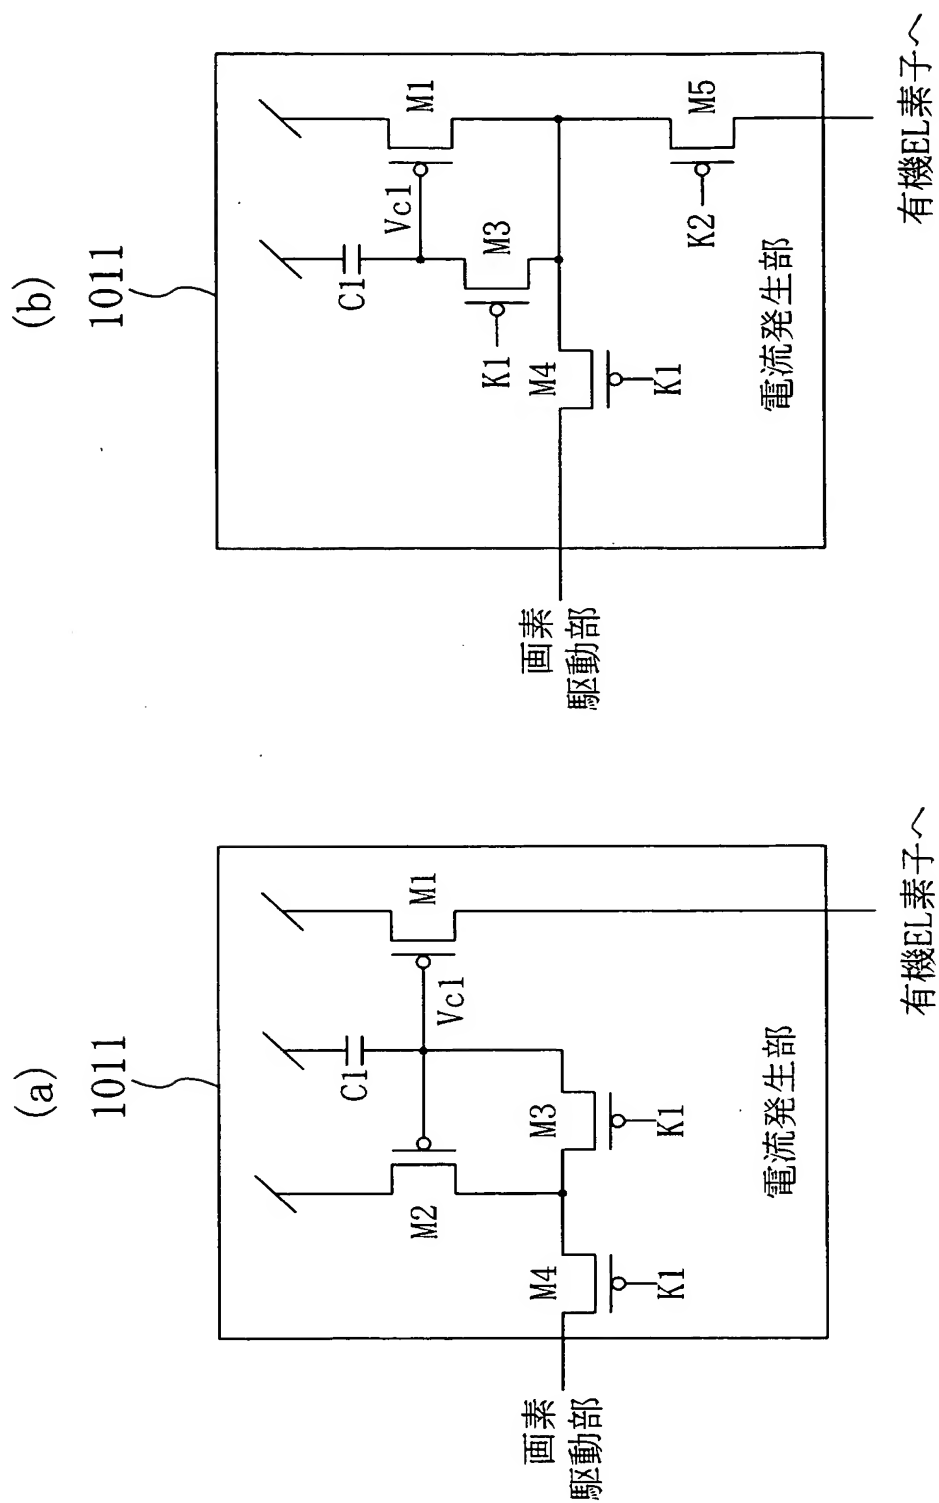 (a)
1011
M2
C1
M1
Vc1
M4
M3
K1
K1
画素
駆動部
電流発生部
有機EL素子へ
(b)
1011
C1
Vc1
M1
K1
M3
M4
K1
K2
M5
画素
駆動部
電流発生部
有機EL素子へ